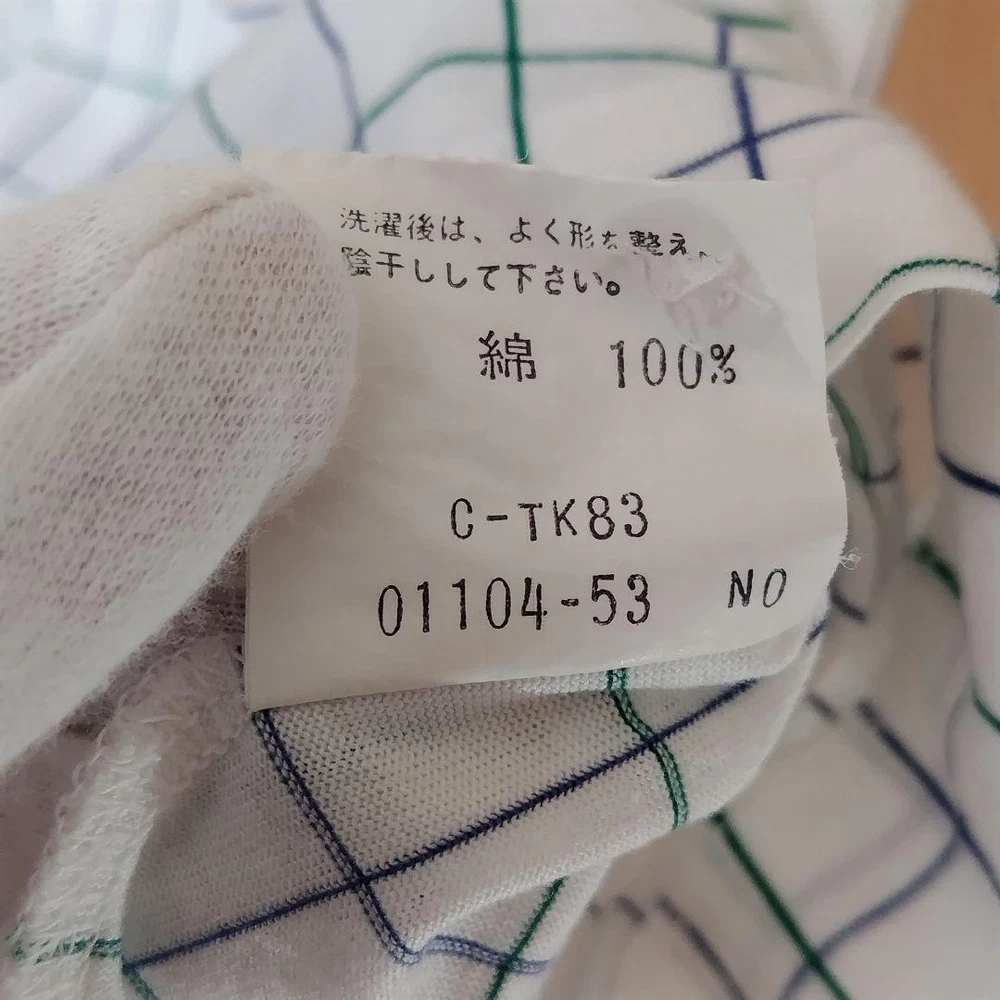 洗濯後は、よく形を整え、
陰干しして下さい。
綿 100%
C-TK83
01104-53 NO